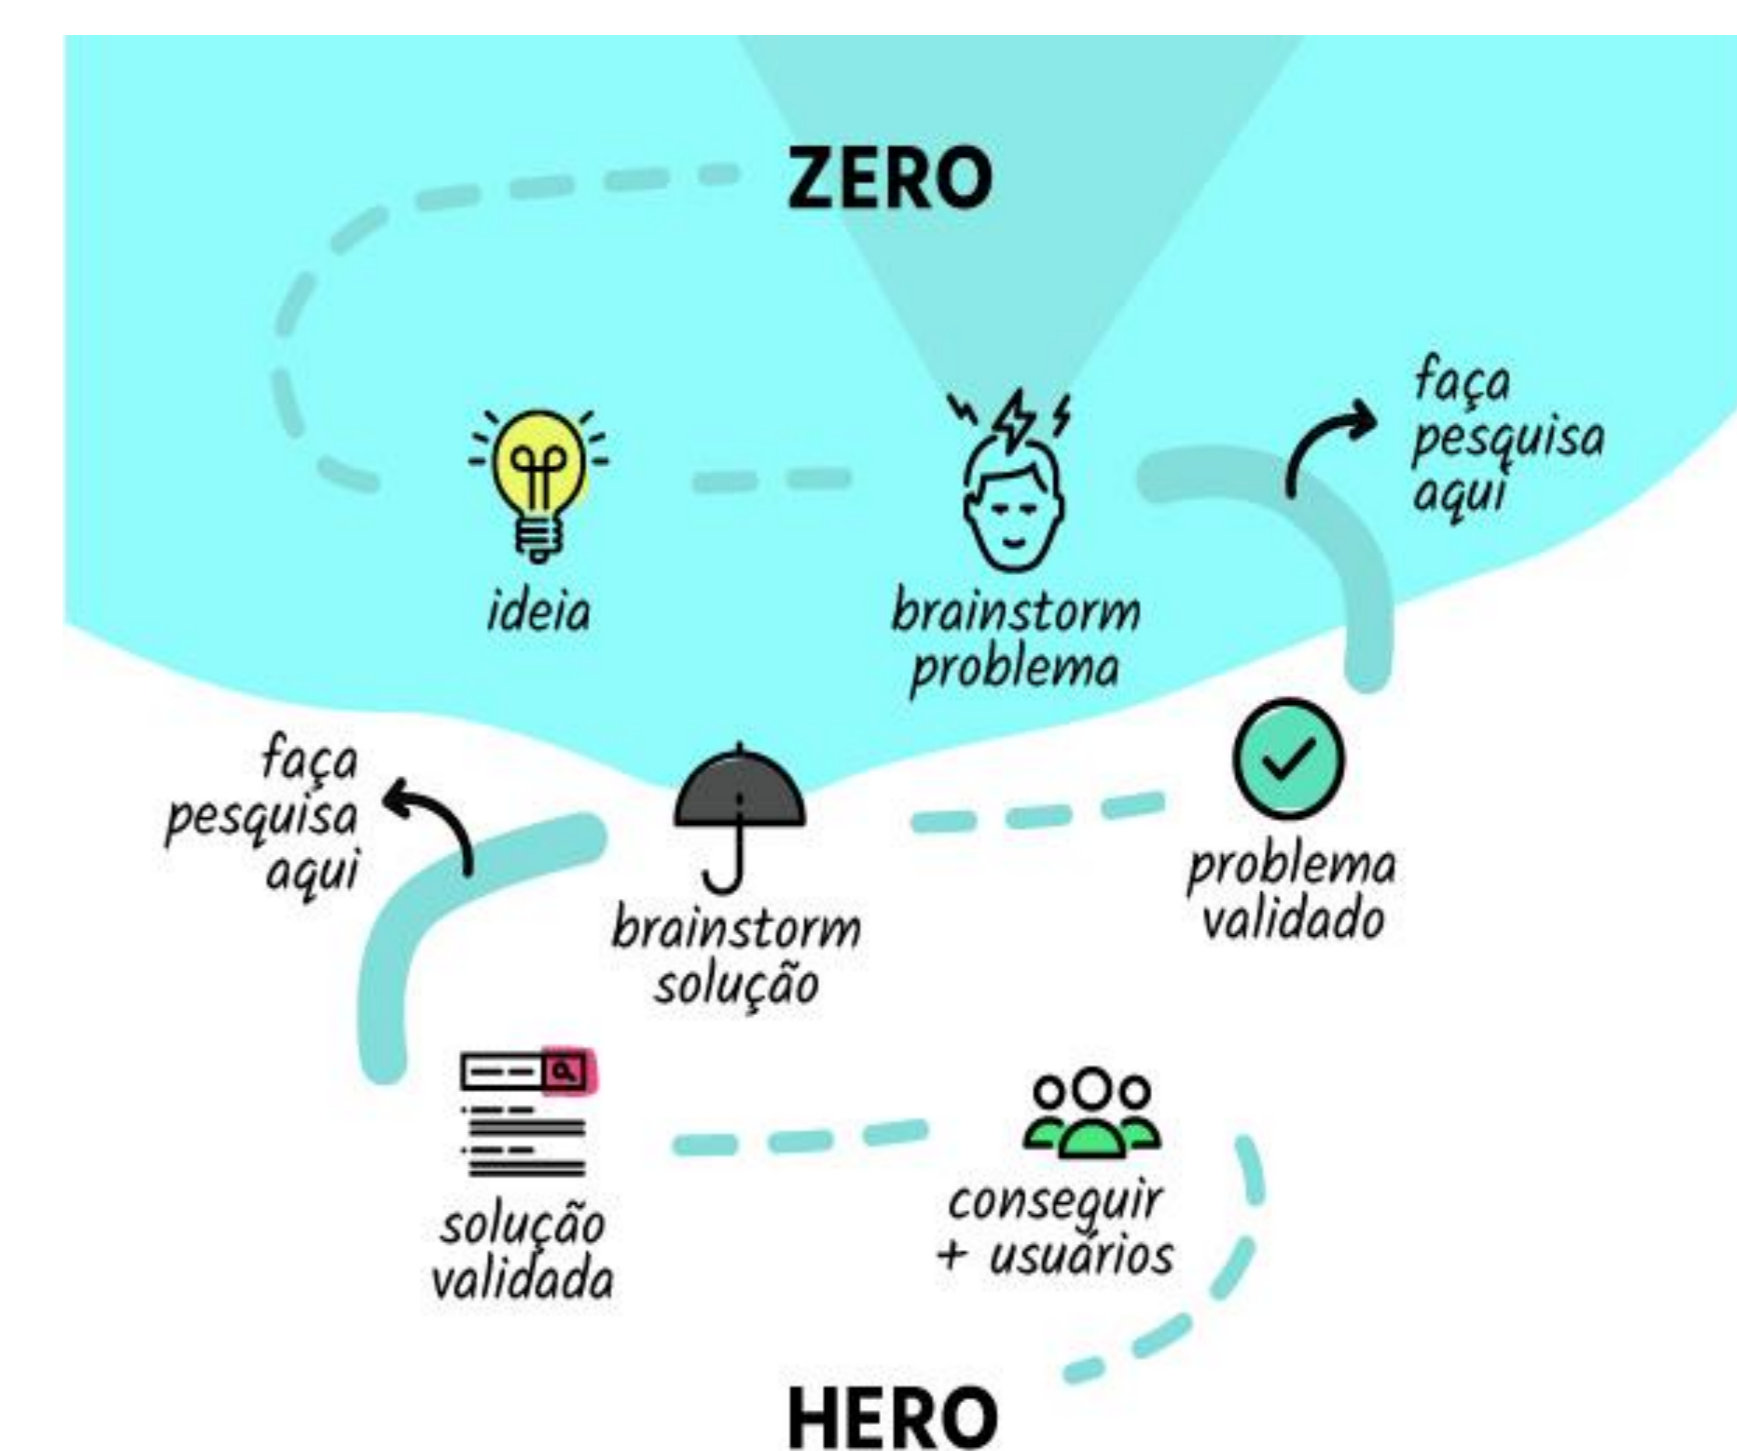 ZERO
ideia
brainstorm
problema
faça
pesquisa
aqui
problema
validado
brainstorm
solução
faça
pesquisa
aqui
solução
validada
conseguir
+ usuários
HERO